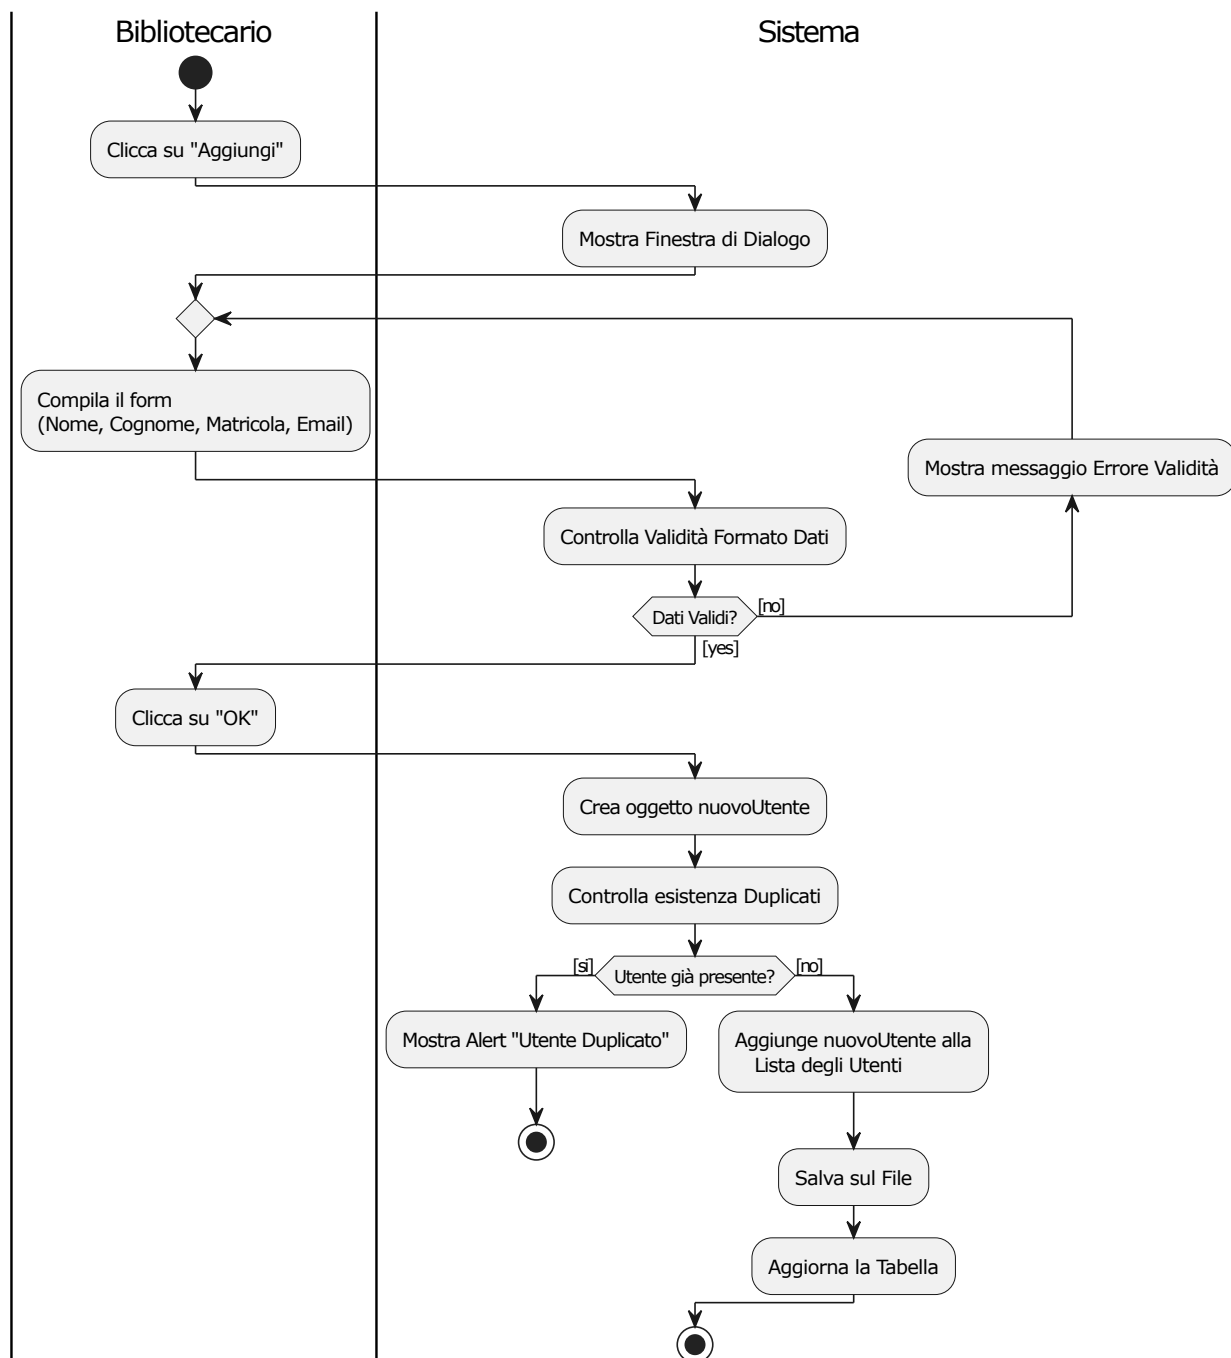 Bibliotecario
Sistema
Clicca su "Aggiungi"
Mostra Finestra di Dialogo
Compila il form
(Nome, Cognome, Matricola, Email)
Mostra messaggio Errore Validità
Controlla Validità Formato Dati
Dati Validi?
[no]
[yes]
Clicca su "OK"
Crea oggetto nuovoUtente
Controlla esistenza Duplicati
[si]
Utente già presente?
[no]
Mostra Alert "Utente Duplicato"
Aggiunge nuovoUtente alla
Lista degli Utenti
Salva sul File
Aggiorna la Tabella